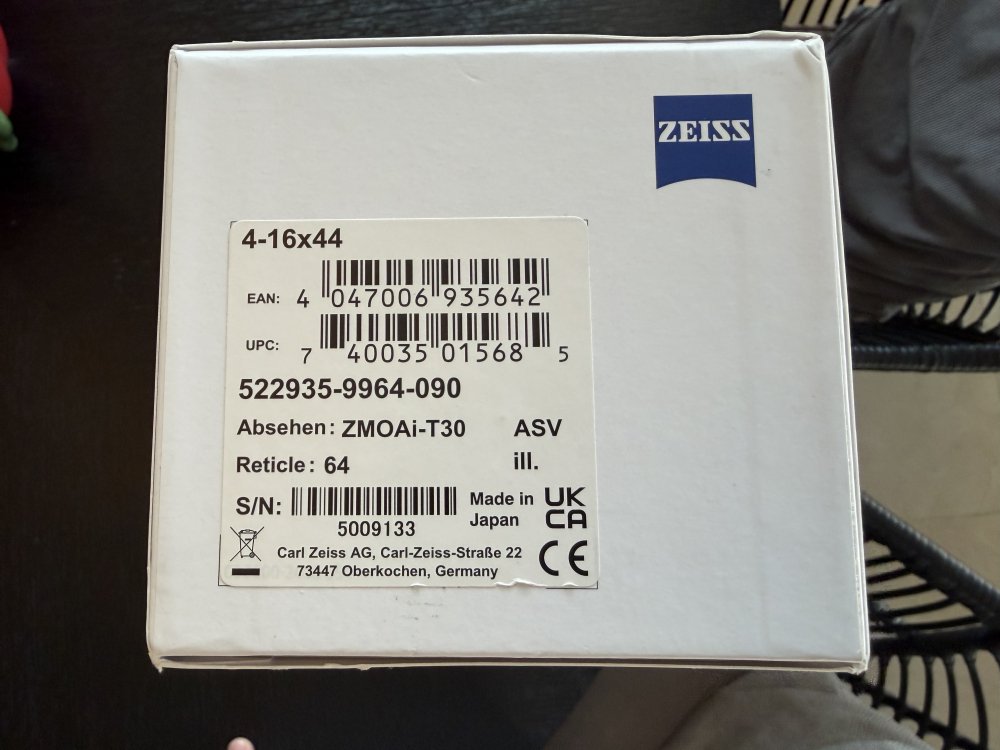 ZEISS
4-16x44
EAN: 4 047006 935642
UPC: 7 40035 01568 5
522935-9964-090
Absehen: ZMOAi-T30 ASV
Reticle: 64 ill.
S/N: Made in UK
5009133 Japan CA
Carl Zeiss AG, Carl-Zeiss-Straße 22 CE
73447 Oberkochen, Germany